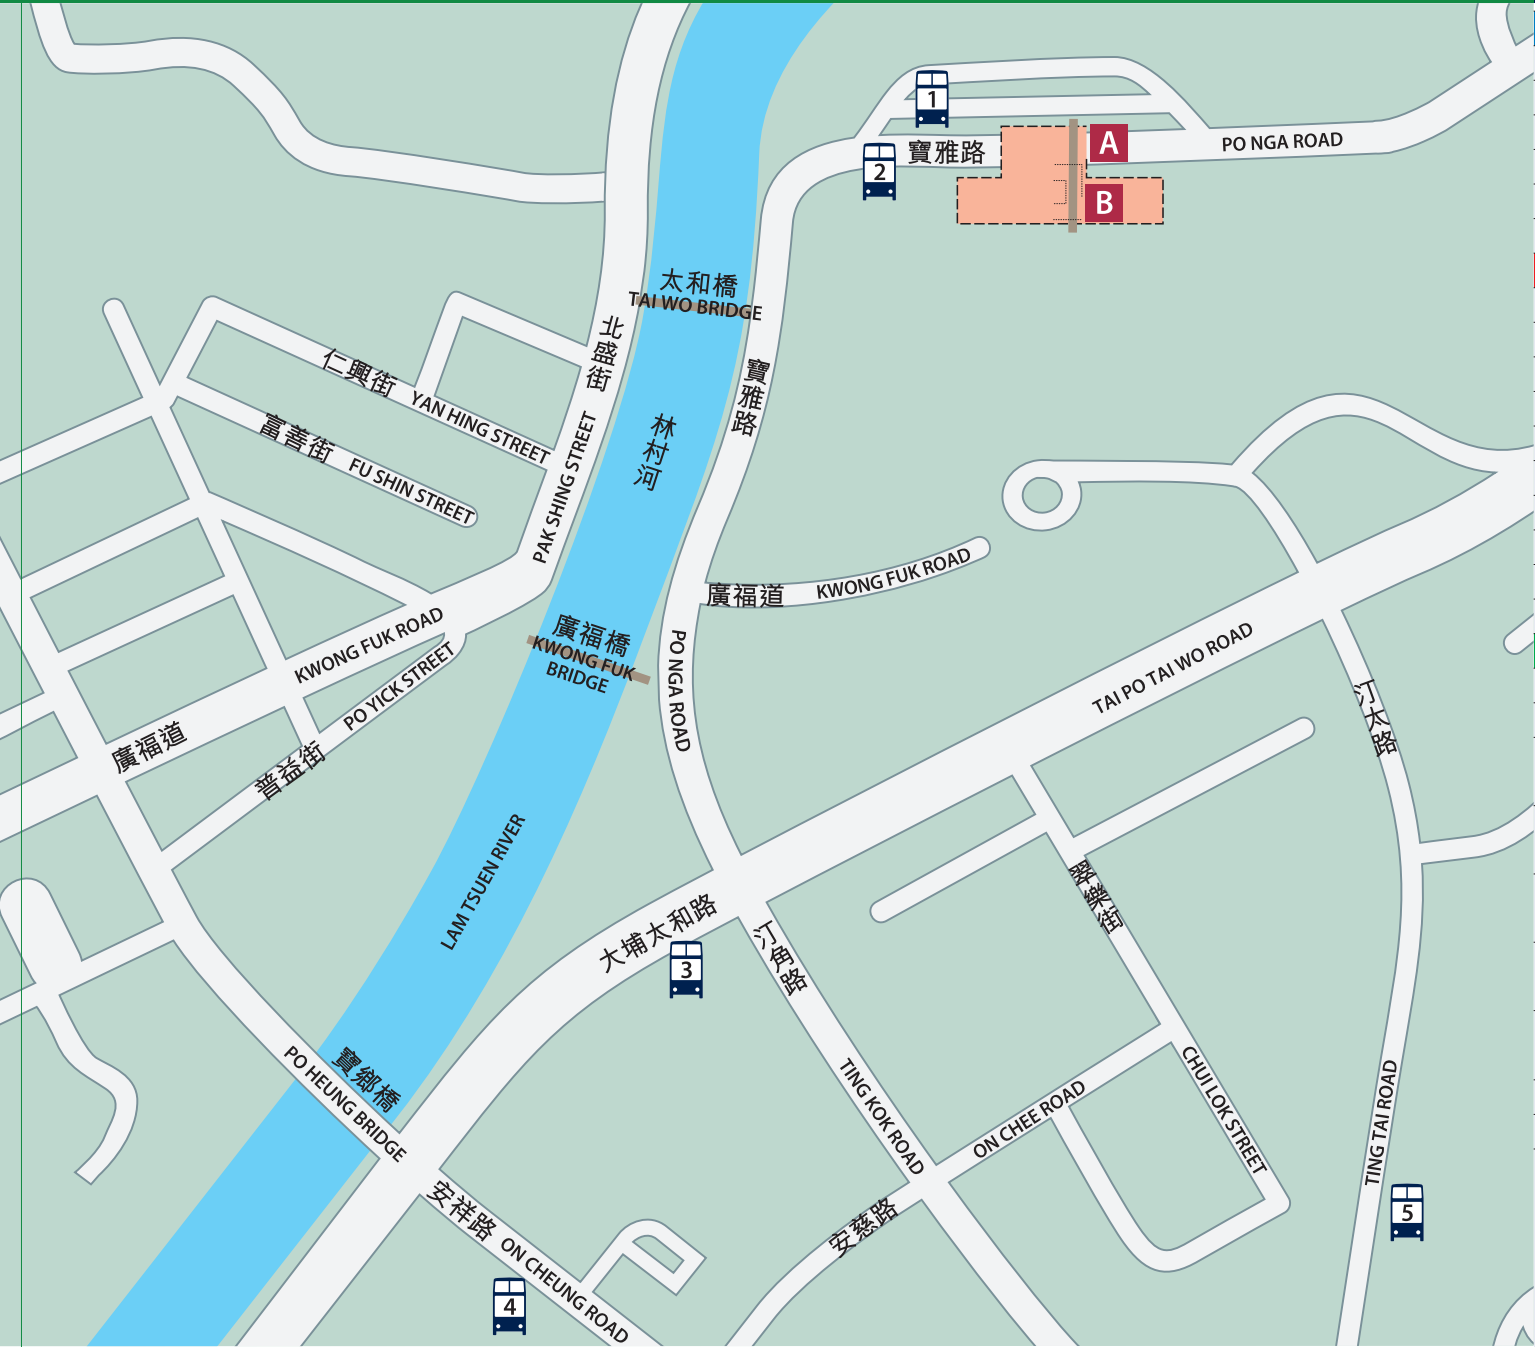 1
2
寶雅路
A
PO NGA ROAD
B
太和橋
TAI WO BRIDGE
北盛街
PAK SHING STREET
仁興街 YAN HING STREET
富善街 FU SHIN STREET
寶雅路
林村河
廣福道 KWONG FUK ROAD
廣福橋
KWONG FUK
BRIDGE
KWONG FUK ROAD
廣福道
PO YICK STREET
普益街
PO NGA ROAD
TAI PO TAI WO ROAD
汀太路
LAM TSUEN RIVER
大埔太和路
3
汀角路
翠樂街
寶鄉橋
PO HEUNG BRIDGE
TING KOK ROAD
ON CHEE ROAD
CHUI LOK STREET
TING TAI ROAD
安祥路 ON CHEUNG ROAD
安慈路
4
5